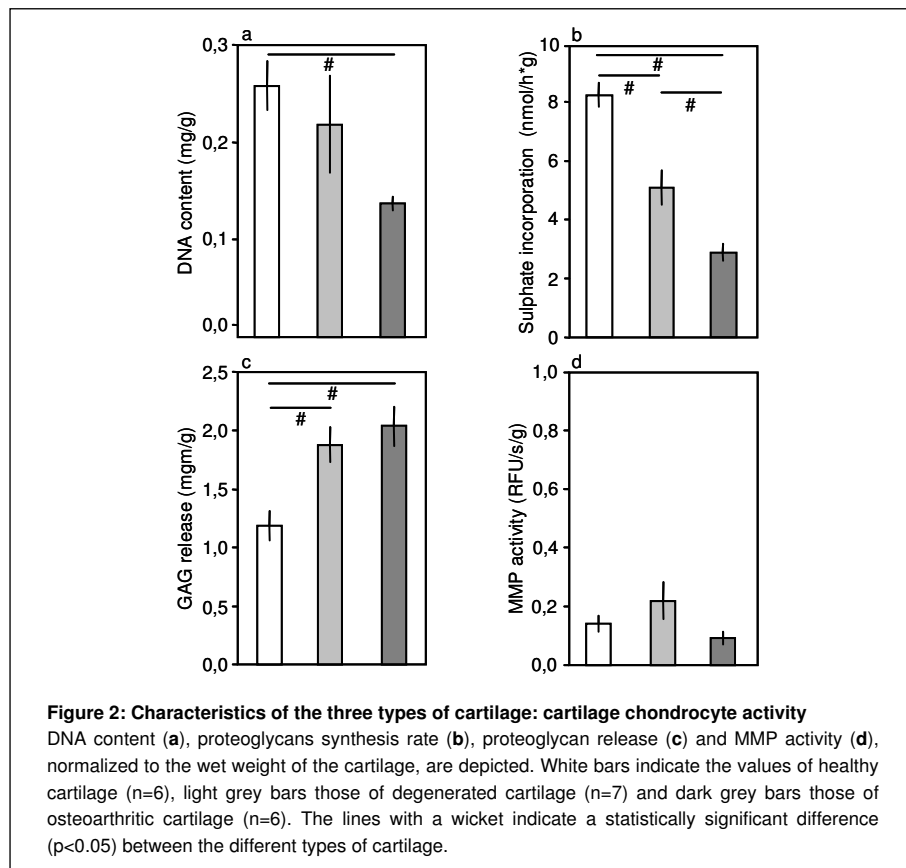 a
0,3
0,2
0,1
0,0
DNA content (mg/g)
#
b
10
8
6
4
2
0
Sulphate incorporation (nmol/h*g)
#
#
#
c
2,5
2,0
1,5
1,0
0,5
0,0
GAG release (mgm/g)
#
#
d
1,0
0,8
0,6
0,4
0,2
0,0
MMP activity (RFU/s/g)
Figure 2: Characteristics of the three types of cartilage: cartilage chondrocyte activity
DNA content (a), proteoglycans synthesis rate (b), proteoglycan release (c) and MMP activity (d),
normalized to the wet weight of the cartilage, are depicted. White bars indicate the values of healthy
cartilage (n=6), light grey bars those of degenerated cartilage (n=7) and dark grey bars those of
osteoarthritic cartilage (n=6). The lines with a wicket indicate a statistically significant difference
(p<0.05) between the different types of cartilage.